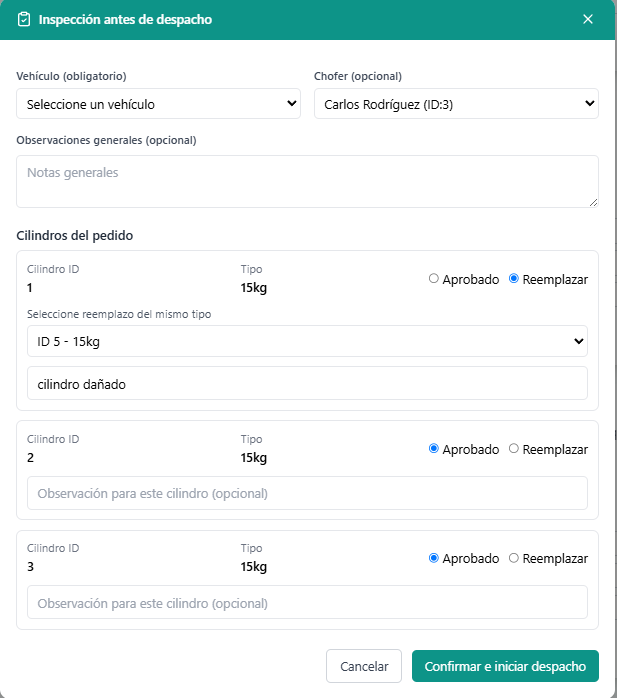 Inspección antes de despacho
Vehículo (obligatorio) Chofer (opcional)
Seleccione un vehículo Carlos Rodríguez (ID:3)
Observaciones generales (opcional)
Notas generales
Cilindros del pedido
Cilindro ID Tipo
1 15kg Aprobado Reemplazar
Seleccione reemplazo del mismo tipo
ID 5 - 15kg
cilindro dañado
Cilindro ID Tipo
2 15kg Aprobado Reemplazar
Observación para este cilindro (opcional)
Cilindro ID Tipo
3 15kg Aprobado Reemplazar
Observación para este cilindro (opcional)
Cancelar Confirmar e iniciar despacho